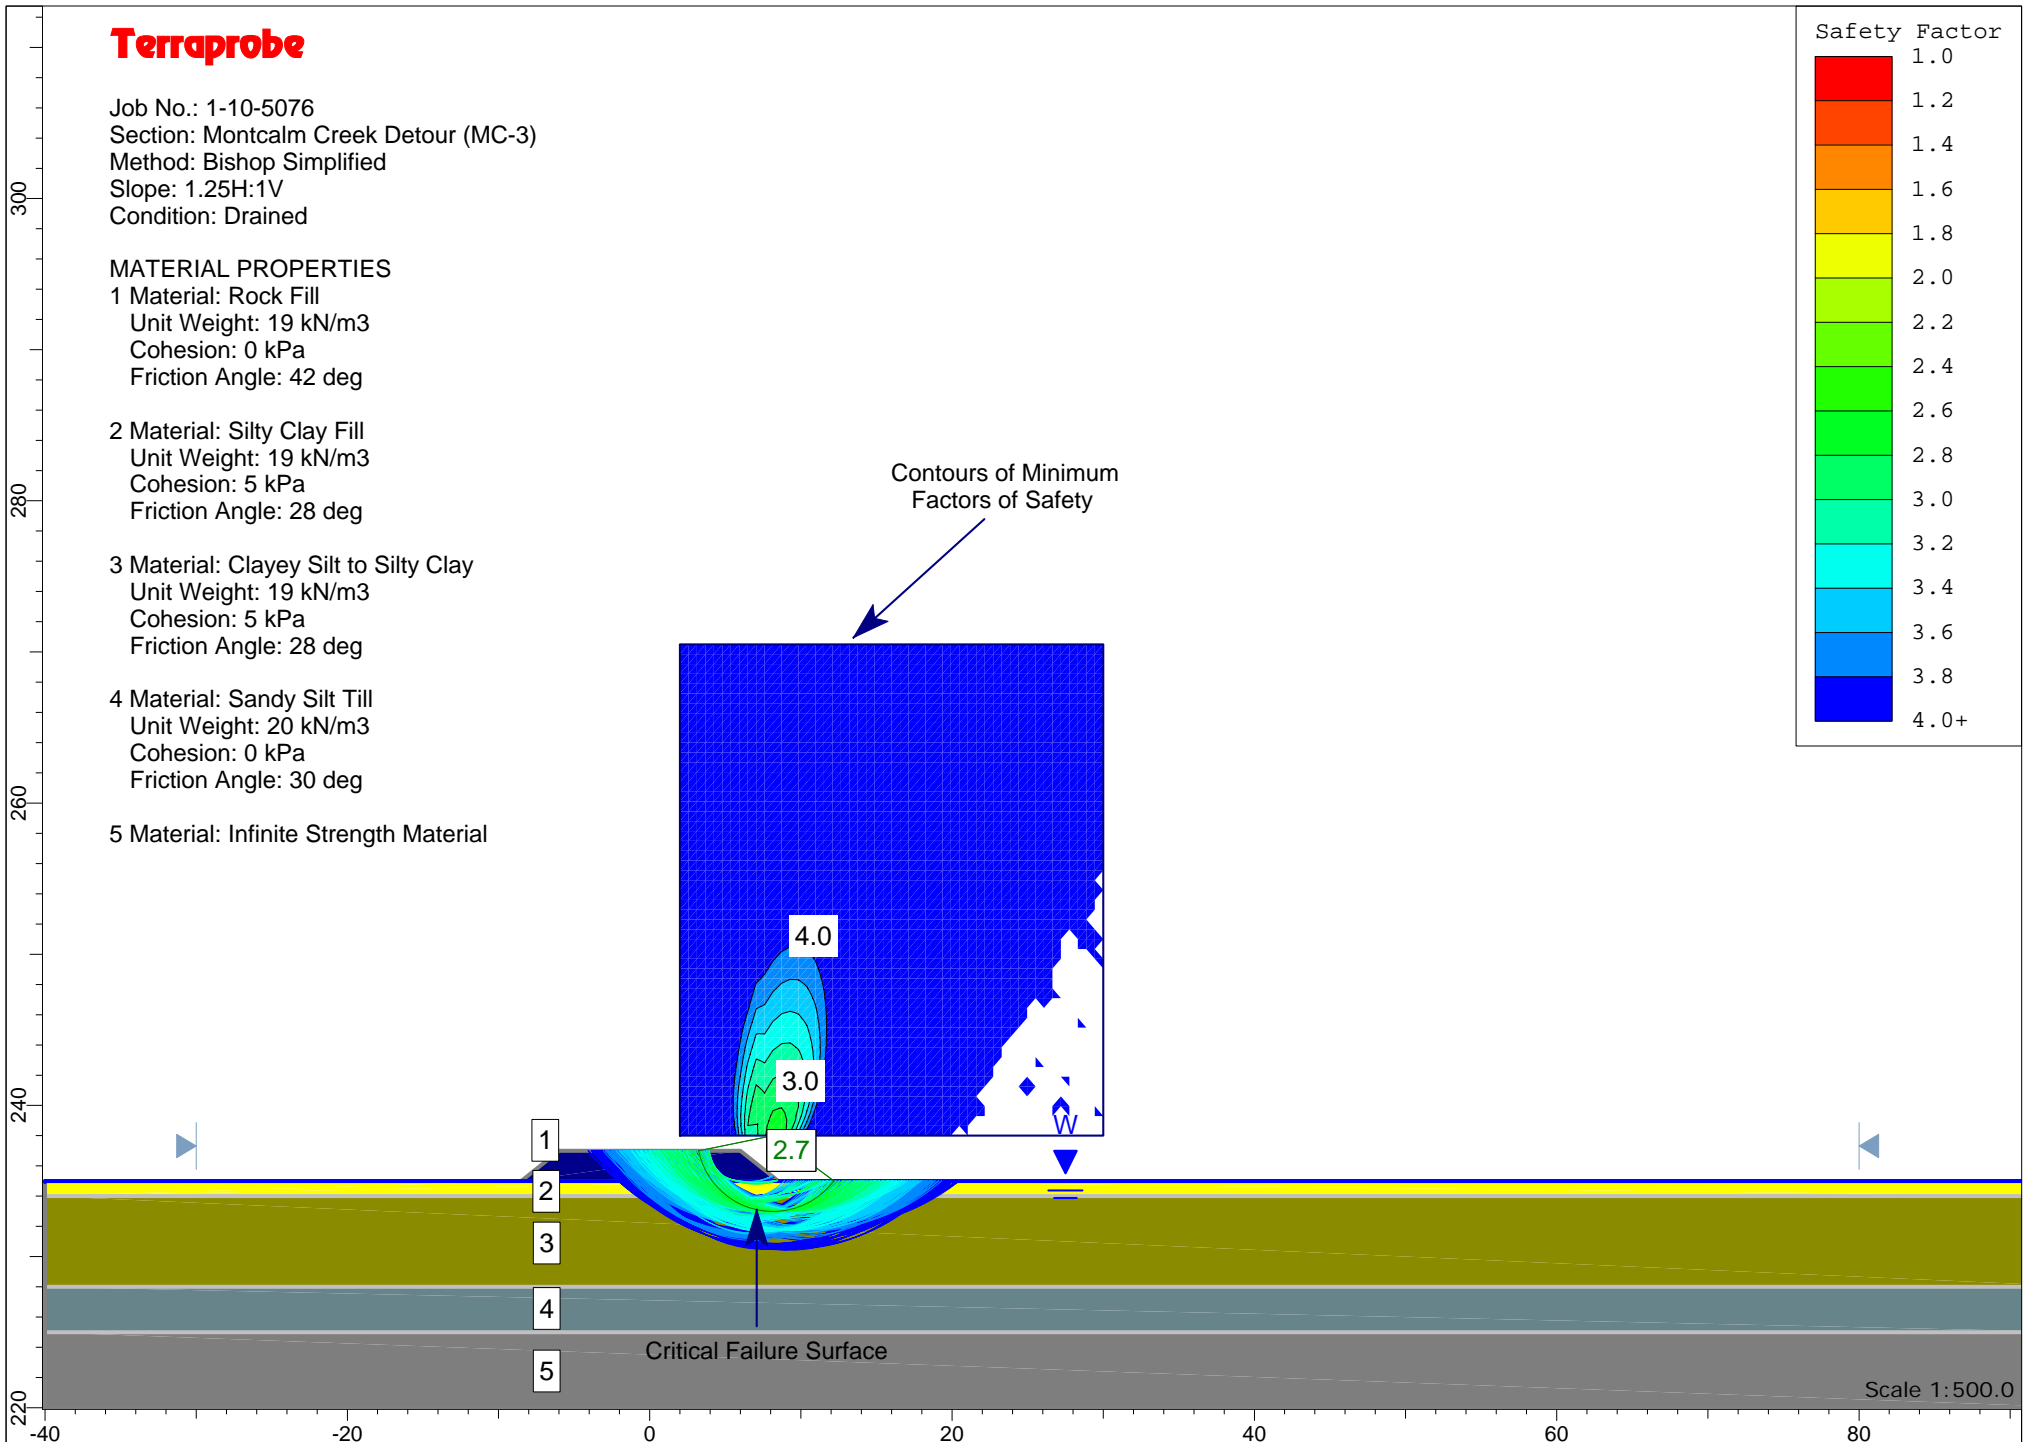 Terraprobe
Job No.: 1-10-5076
Section: Montcalm Creek Detour (MC-3)
Method: Bishop Simplified
Slope: 1.25H:1V
Condition: Drained
MATERIAL PROPERTIES
1 Material: Rock Fill
Unit Weight: 19 kN/m3
Cohesion: 0 kPa
Friction Angle: 42 deg
2 Material: Silty Clay Fill
Unit Weight: 19 kN/m3
Cohesion: 5 kPa
Friction Angle: 28 deg
3 Material: Clayey Silt to Silty Clay
Unit Weight: 19 kN/m3
Cohesion: 5 kPa
Friction Angle: 28 deg
4 Material: Sandy Silt Till
Unit Weight: 20 kN/m3
Cohesion: 0 kPa
Friction Angle: 30 deg
5 Material: Infinite Strength Material
Safety Factor
1.0
1.2
1.4
1.6
1.8
2.0
2.2
2.4
2.6
2.8
3.0
3.2
3.4
3.6
3.8
4.0+
Contours of Minimum
Factors of Safety
4.0
3.0
2.7
W
1
2
3
4
5
Critical Failure Surface
Scale 1:500.0
300
280
260
240
220
-40
-20
0
20
40
60
80